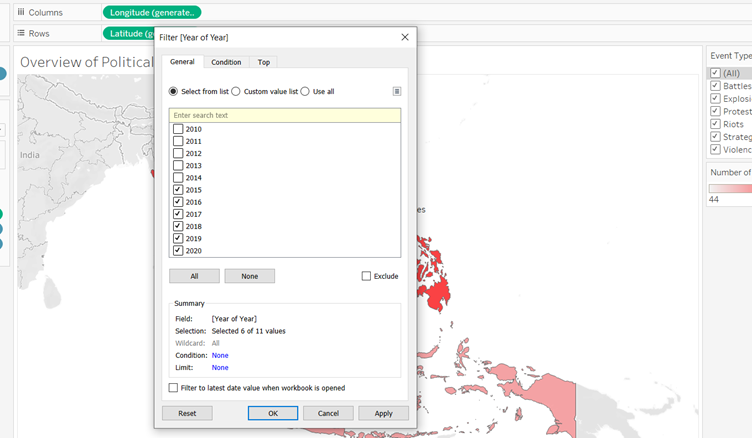 Columns
Longitude (generate..
Rows
Latitude (g
Filter [Year of Year]
Overview of Political
General
Condition
Top
Select from list
Custom value list
Use all
Enter search text
2010
2011
2012
2013
2014
2015
2016
2017
2018
2019
2020
All
None
Exclude
Summary
Field: [Year of Year]
Selection: Selected 6 of 11 values
Wildcard: All
Condition: None
Limit: None
Filter to latest date value when workbook is opened
Reset
OK
Cancel
Apply
India
es
Event Type
(All)
Battles
Explosi
Protest
Riots
Strateg
Violenc
Number of
44